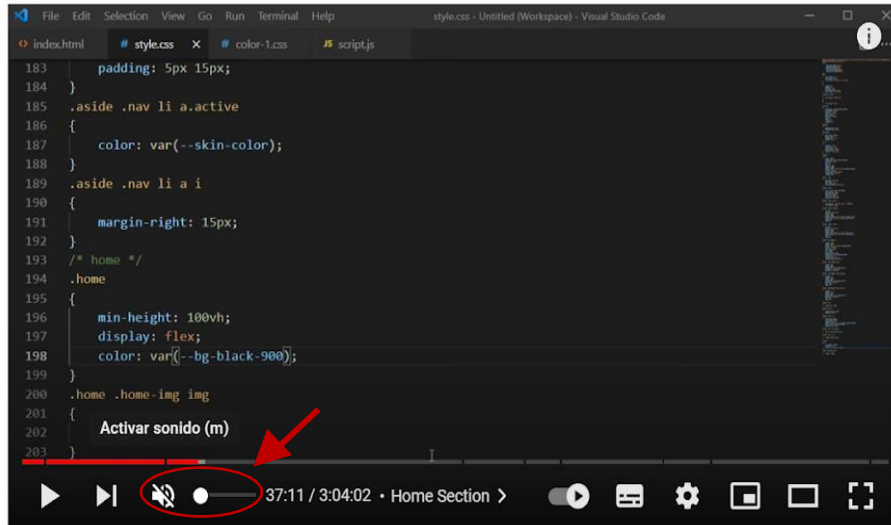 File Edit Selection View Go Run Terminal Help style.css - Untitled (Workspace) - Visual Studio Code
index.html # style.css # color-1.css JS script.js
183 padding: 5px 15px;
184 }
185 .aside .nav li a.active
186 {
187 color: var(--skin-color);
188 }
189 .aside .nav li a i
190 {
191 margin-right: 15px;
192 }
193 /* home */
194 .home
195 {
196 min-height: 100vh;
197 display: flex;
198 color: var(--bg-black-900);
199 }
200 .home .home-img img
201 {
202
203 }
Activar sonido (m)
37:11 / 3:04:02 • Home Section >